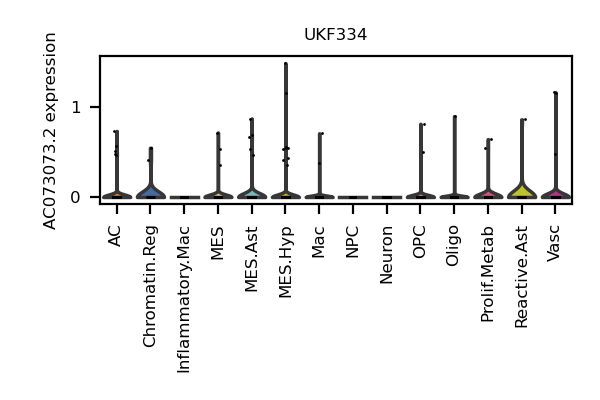 UKF334
AC073073.2 expression
1
0
AC
Chromatin.Reg
Inflammatory.Mac
MES
MES.Ast
MES.Hyp
Mac
NPC
Neuron
OPC
Oligo
Prolif.Metab
Reactive.Ast
Vasc